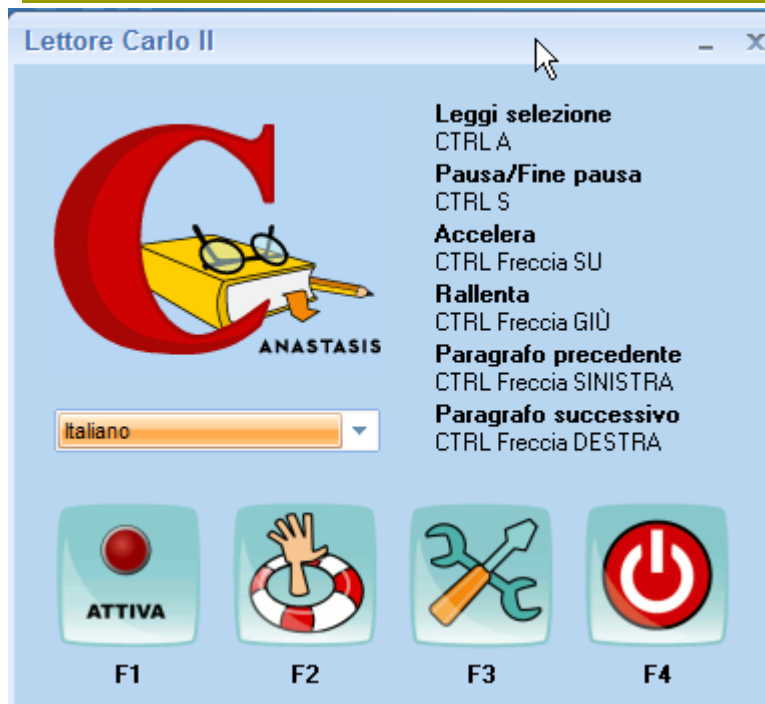 Lettore Carlo II
Leggi selezione
CTRL A
Pausa/Fine pausa
CTRL S
Accelera
CTRL Freccia SU
Rallenta
CTRL Freccia GIÙ
Paragrafo precedente
CTRL Freccia SINISTRA
Paragrafo successivo
CTRL Freccia DESTRA
C
ANASTASIS
Italiano
ATTIVA
F1
F2
F3
F4